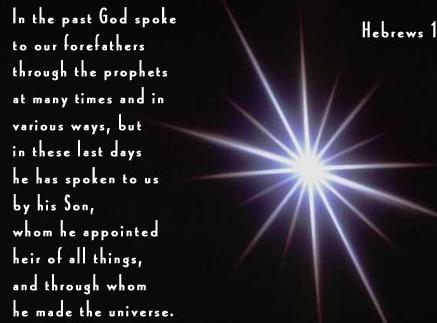 In the past God spoke
to our forefathers
through the prophets
at many times and in
various ways, but
in these last days
he has spoken to us
by his Son,
whom he appointed
heir of all things,
and through whom
he made the universe.
Hebrews 1